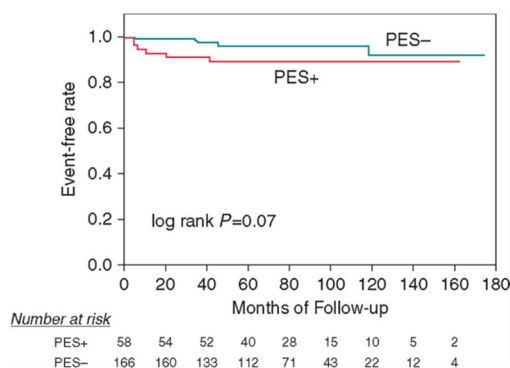 1.0
0.8
0.6
0.4
0.2
0.0
Event-free rate
PES–
PES+
log rank P=0.07
0 20 40 60 80 100 120 140 160 180
Months of Follow-up
Number at risk
PES+ 58 54 52 40 28 15 10 5 2
PES– 166 160 133 112 71 43 22 12 4